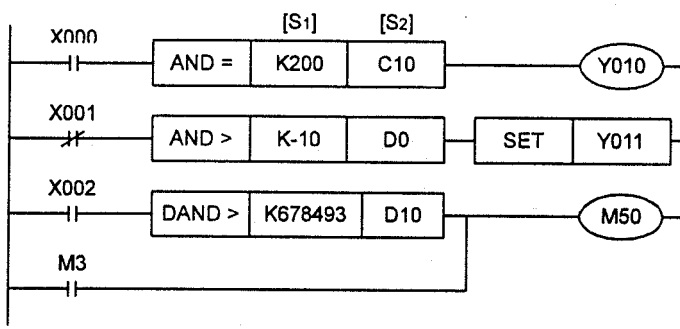 [S1] [S2]
X000
AND = K200 C10 Y010
X001
AND > K-10 D0 SET Y011
X002
DAND > K678493 D10 M50
M3